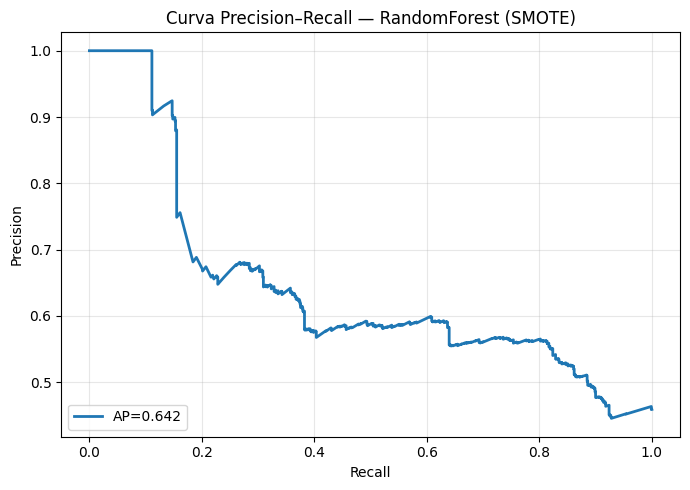 Curva Precision–Recall — RandomForest (SMOTE)
Precision
1.0
0.9
0.8
0.7
0.6
0.5
AP=0.642
0.0 0.2 0.4 0.6 0.8 1.0
Recall